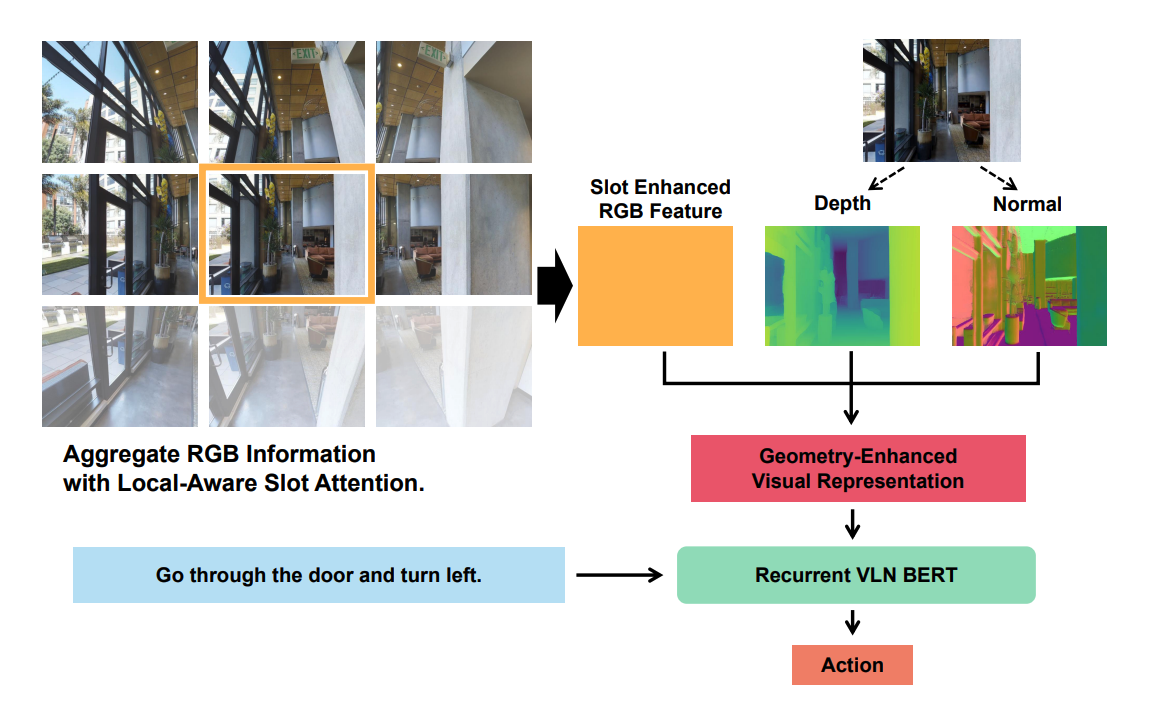 EXIT
EXIT
Slot Enhanced
RGB Feature
Depth
Normal
Aggregate RGB Information
with Local-Aware Slot Attention.
Geometry-Enhanced
Visual Representation
Go through the door and turn left.
Recurrent VLN BERT
Action